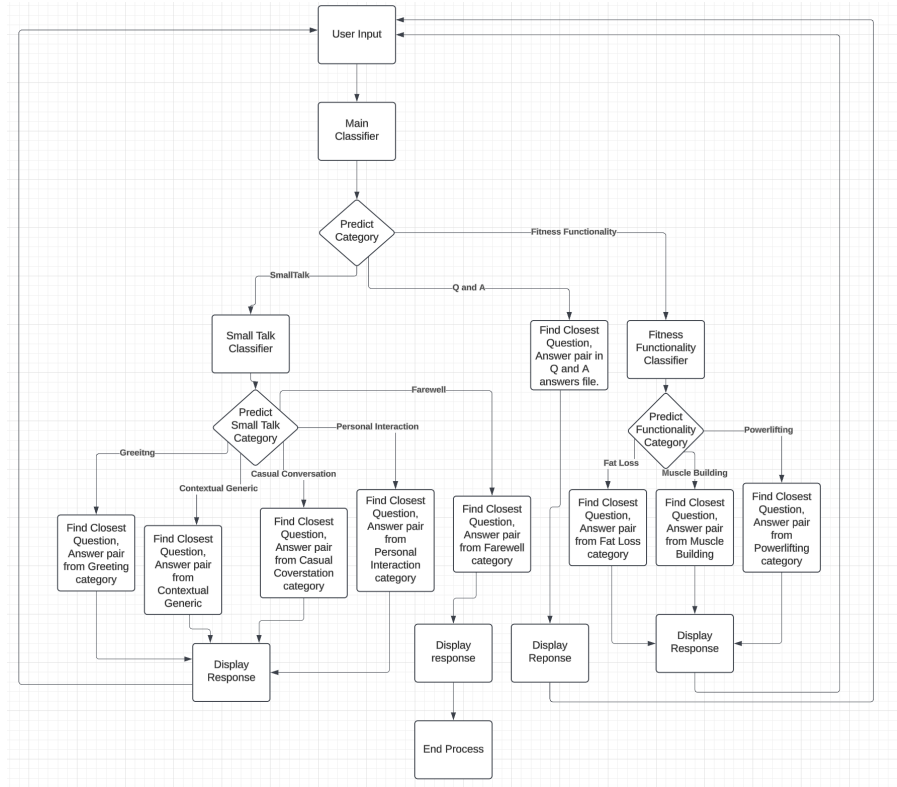 User Input
Main
Classifier
Predict
Category
Fitness Functionality
SmallTalk
Q and A
Small Talk
Classifier
Find Closest
Question,
Answer pair in
Q and A
answers file.
Fitness
Functionality
Classifier
Predict
Small Talk
Category
Farewell
Personal Interaction
Greeitng
Casual Conversation
Contextual Generic
Predict
Functionality
Category
Powerlifting
Fat Loss
Muscle Building
Find Closest
Question,
Answer pair
from Greeting
category
Find Closest
Question,
Answer pair
from
Contextual
Generic
Find Closest
Question,
Answer pair
from Casual
Coverstation
category
Find Closest
Question,
Answer pair
from
Personal
Interaction
category
Find Closest
Question,
Answer pair
from Farewell
category
Find Closest
Question,
Answer pair
from Fat Loss
category
Find Closest
Question,
Answer pair
from Muscle
Building
Find Closest
Question,
Answer pair
from
Powerlifting
category
Display
Response
Display
response
Display
Reponse
Display
Response
End Process